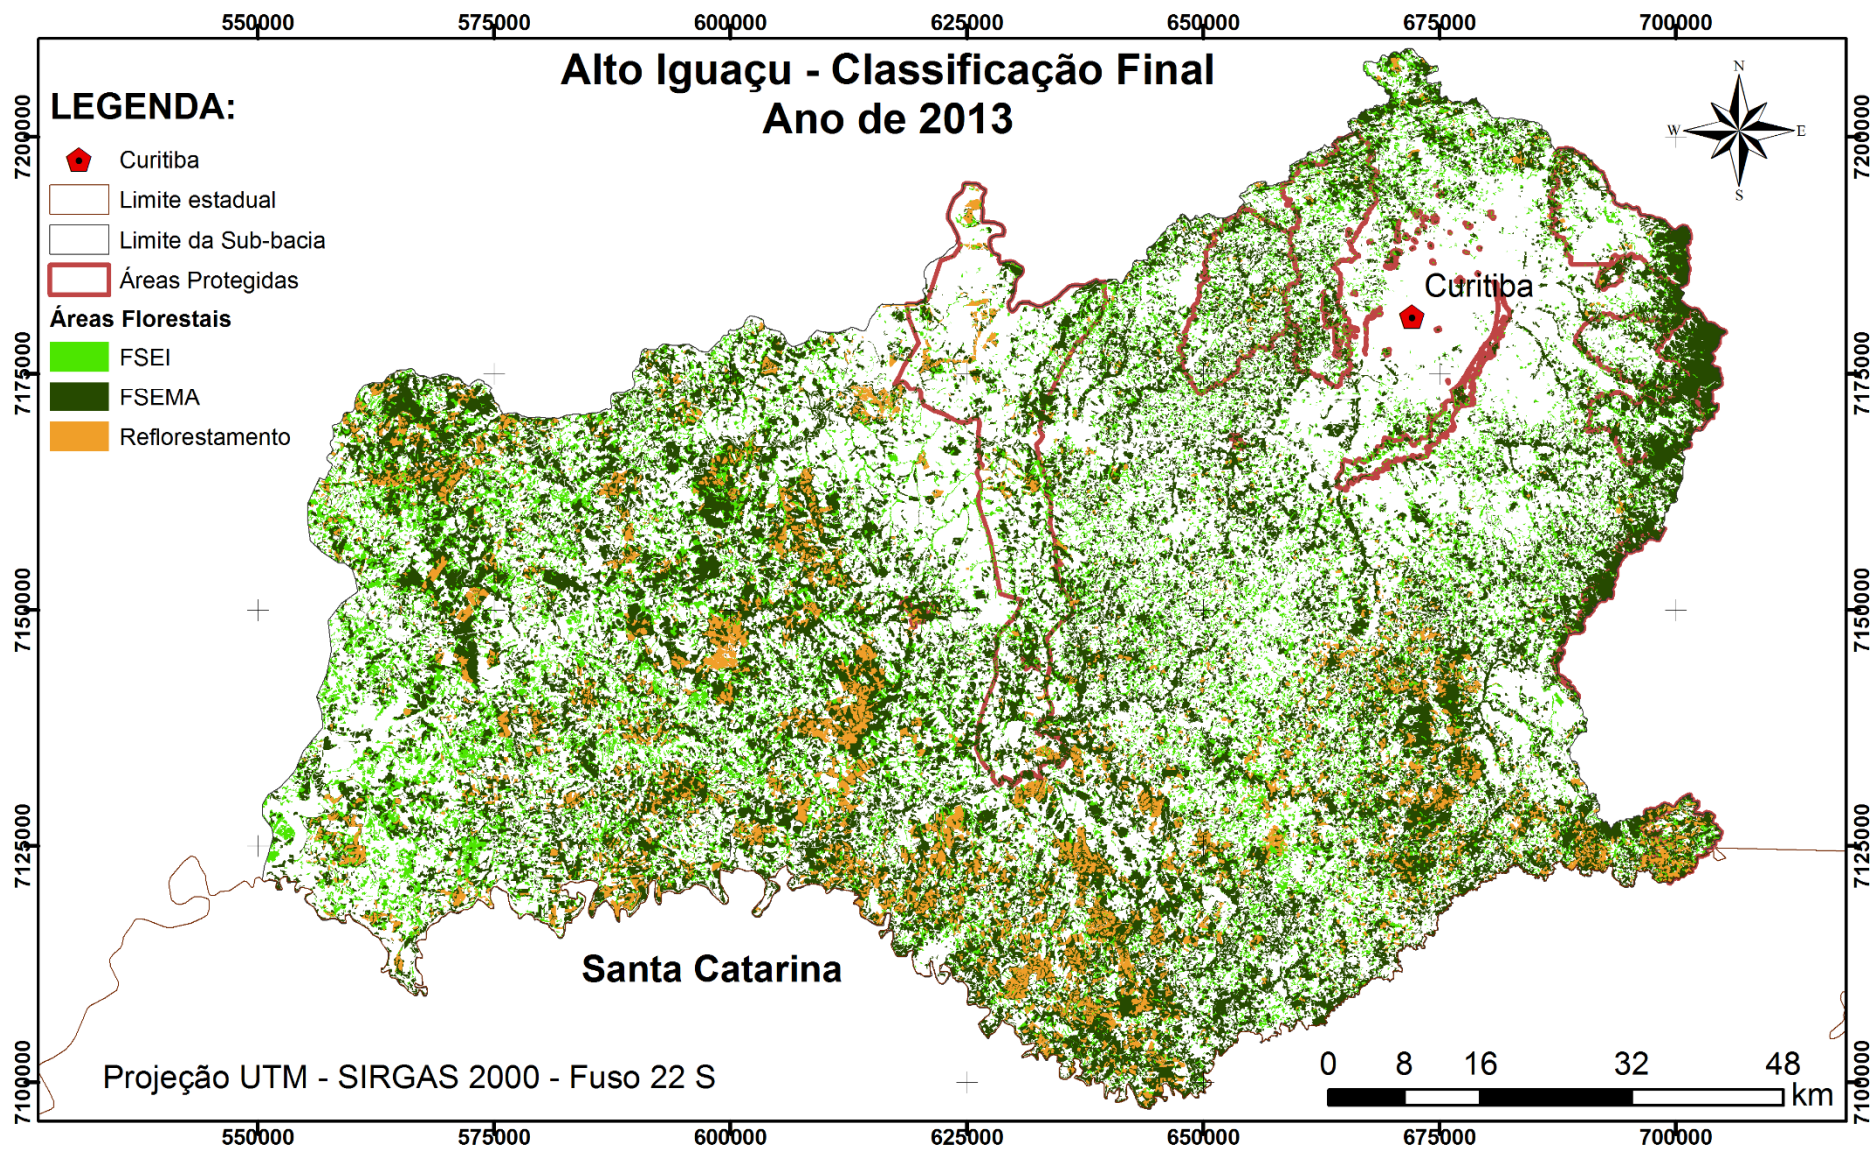 550000 575000 600000 625000 650000 675000 700000
Alto Iguaçu - Classificação Final
Ano de 2013
LEGENDA:
Curitiba
Limite estadual
Limite da Sub-bacia
Áreas Protegidas
Áreas Florestais
FSEI
FSEMA
Reflorestamento
N
W E
S
Curitiba
Santa Catarina
Projeção UTM - SIRGAS 2000 - Fuso 22 S
0 8 16 32 48
km
7200000
7175000
7150000
7125000
7100000
7200000
7175000
7150000
7125000
7100000
550000 575000 600000 625000 650000 675000 700000